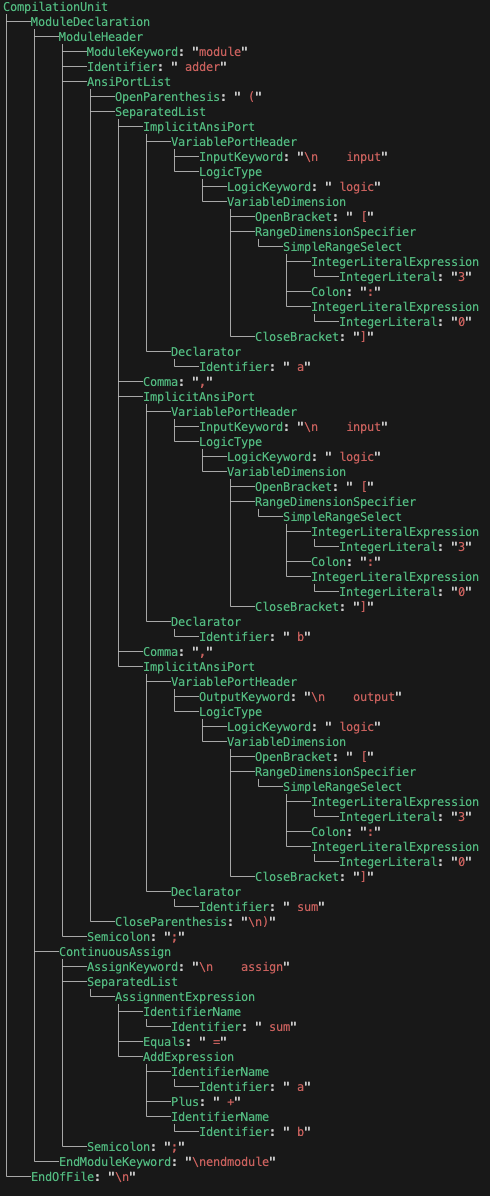 CompilationUnit
ModuleDeclaration
ModuleHeader
ModuleKeyword: "module"
Identifier: " adder"
AnsiPortList
OpenParenthesis: " ("
SeparatedList
ImplicitAnsiPort
VariablePortHeader
InputKeyword: "\n    input"
LogicType
LogicKeyword: " logic"
VariableDimension
OpenBracket: " ["
RangeDimensionSpecifier
SimpleRangeSelect
IntegerLiteralExpression
IntegerLiteral: "3"
Colon: ":"
IntegerLiteralExpression
IntegerLiteral: "0"
CloseBracket: "]"
Declarator
Identifier: " a"
Comma: ","
ImplicitAnsiPort
VariablePortHeader
InputKeyword: "\n    input"
LogicType
LogicKeyword: " logic"
VariableDimension
OpenBracket: " ["
RangeDimensionSpecifier
SimpleRangeSelect
IntegerLiteralExpression
IntegerLiteral: "3"
Colon: ":"
IntegerLiteralExpression
IntegerLiteral: "0"
CloseBracket: "]"
Declarator
Identifier: " b"
Comma: ","
ImplicitAnsiPort
VariablePortHeader
OutputKeyword: "\n    output"
LogicType
LogicKeyword: " logic"
VariableDimension
OpenBracket: " ["
RangeDimensionSpecifier
SimpleRangeSelect
IntegerLiteralExpression
IntegerLiteral: "3"
Colon: ":"
IntegerLiteralExpression
IntegerLiteral: "0"
CloseBracket: "]"
Declarator
Identifier: " sum"
CloseParenthesis: "\n)"
Semicolon: ";"
ContinuousAssign
AssignKeyword: "\n    assign"
SeparatedList
AssignmentExpression
IdentifierName
Identifier: " sum"
Equals: " ="
AddExpression
IdentifierName
Identifier: " a"
Plus: " +"
IdentifierName
Identifier: " b"
Semicolon: ";"
EndModuleKeyword: "\nendmodule"
EndOfFile: "\n"